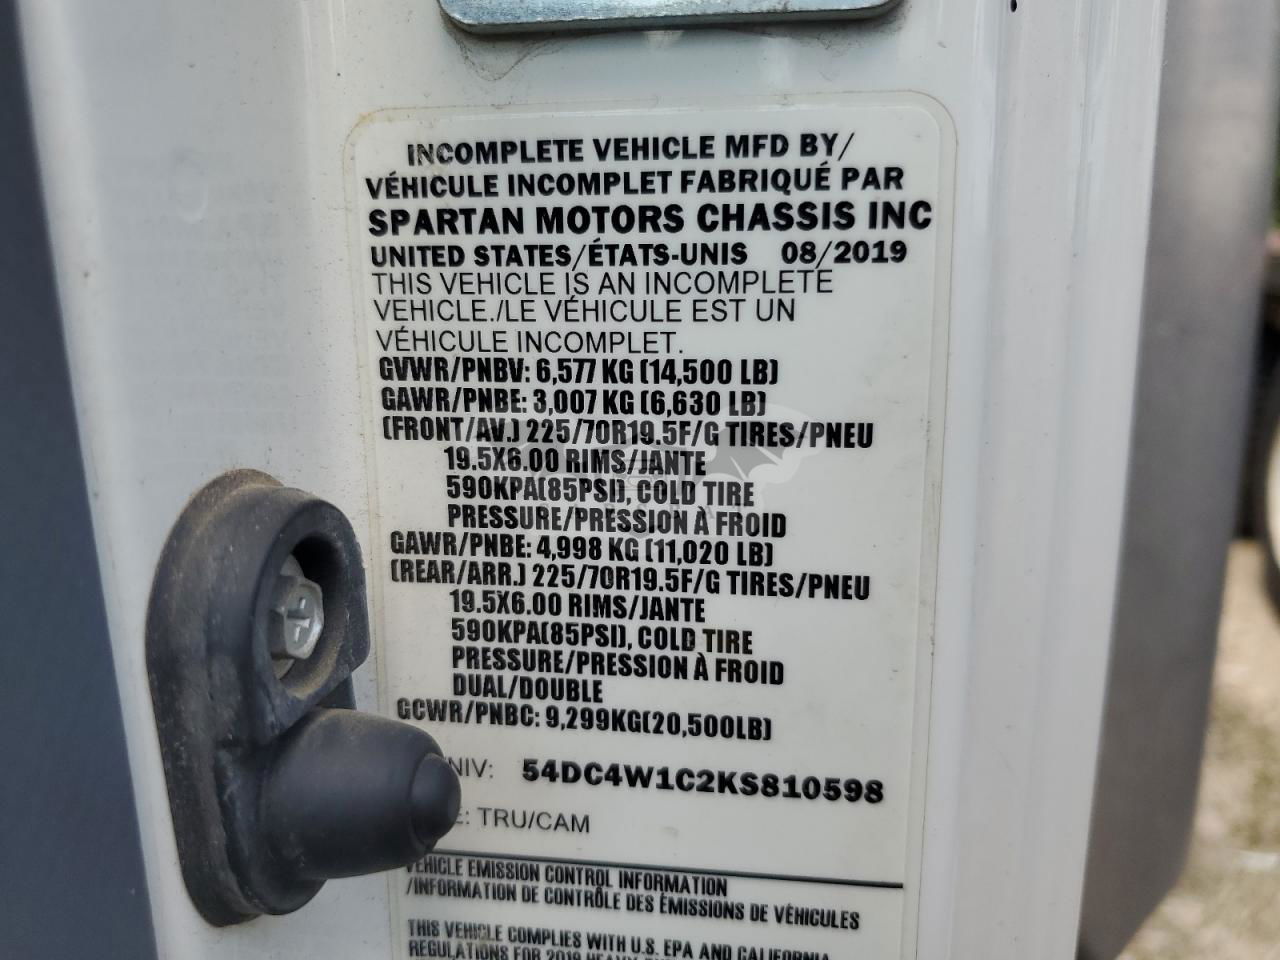 INCOMPLETE VEHICLE MFD BY/
VÉHICULE INCOMPLET FABRIQUÉ PAR
SPARTAN MOTORS CHASSIS INC
UNITED STATES/ÉTATS-UNIS 08/2019
THIS VEHICLE IS AN INCOMPLETE
VEHICLE./LE VÉHICULE EST UN
VÉHICULE INCOMPLET.
GVWR/PNBV: 6,577 KG (14,500 LB)
GAWR/PNBE: 3,007 KG (6,630 LB)
(FRONT/AV.) 225/70R19.5F/G TIRES/PNEU
19.5X6.00 RIMS/JANTE
590KPA(85PSI), COLD TIRE
PRESSURE/PRESSION À FROID
GAWR/PNBE: 4,998 KG (11,020 LB)
(REAR/ARR.) 225/70R19.5F/G TIRES/PNEU
19.5X6.00 RIMS/JANTE
590KPA(85PSI), COLD TIRE
PRESSURE/PRESSION À FROID
DUAL/DOUBLE
GCWR/PNBC: 9,299KG(20,500LB)
NIV: 54DC4W1C2KS810598
E: TRU/CAM
VEHICLE EMISSION CONTROL INFORMATION
/INFORMATION DE CONTRÔLE DES ÉMISSIONS DE VÉHICULES
THIS VEHICLE COMPLIES WITH U.S. EPA AND CALIFORNIA
REGULATIONS FOR 2019 HEAVY